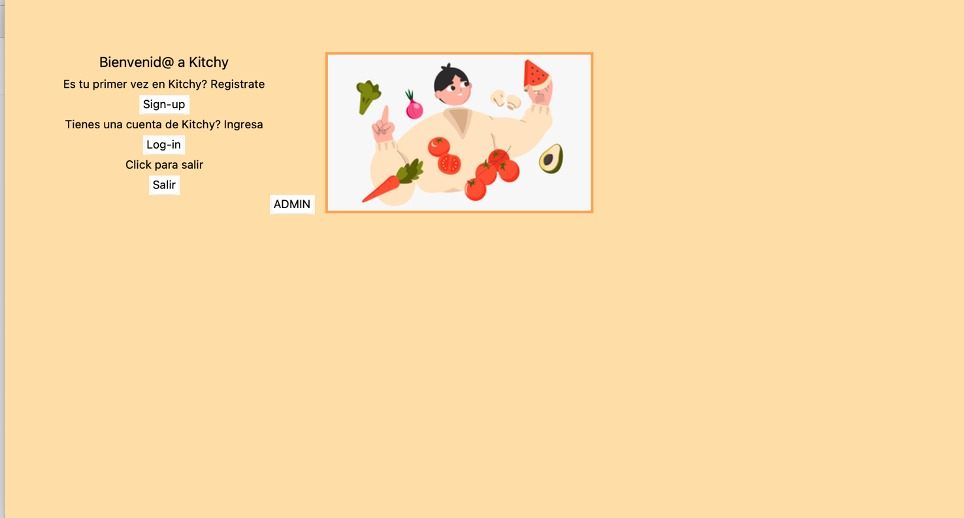 Bienvenid@ a Kitchy
Es tu primer vez en Kitchy? Registrate
Sign-up
Tienes una cuenta de Kitchy? Ingresa
Log-in
Click para salir
Salir
ADMIN